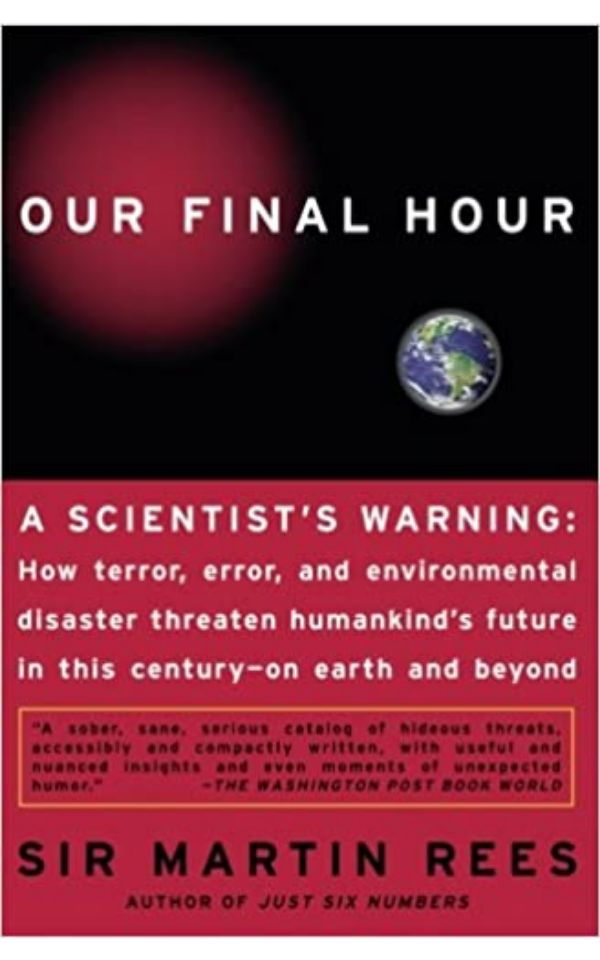 OUR FINAL HOUR
A SCIENTIST'S WARNING:
How terror, error, and environmental
disaster threaten humankind's future
in this century—on earth and beyond
"A sober, sane, serious catalog of hideous threats,
accessibly and compactly written, with useful and
nuanced insights and even moments of unexpected
humor." –THE WASHINGTON POST BOOK WORLD
SIR MARTIN REES
AUTHOR OF JUST SIX NUMBERS